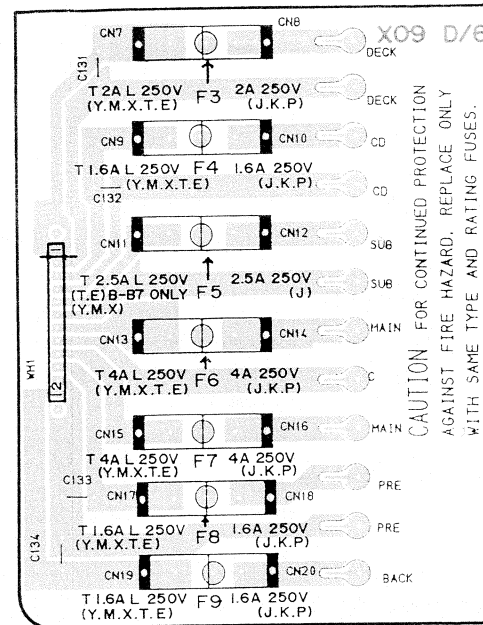 CN7 CN8 X09 D/6
DECK
C131
T 2A L 250V F3 2A 250V DECK
(Y.M.X.T.E) (J.K.P)
CN9 CN10 CD
T 1.6A L 250V F4 1.6A 250V
(Y.M.X.T.E) (J.K.P) CD
C132
CN11 CN12 SUB
T 2.5A L 250V F5 2.5A 250V SUB
(T.E) B-B7 ONLY (J)
(Y.M.X)
CN13 CN14 MAIN
T 4A L 250V F6 4A 250V C
(Y.M.X.T.E) (J.K.P)
CN15 CN16 MAIN
T 4A L 250V F7 4A 250V
(Y.M.X.T.E) (J.K.P)
C133
CN17 CN18 PRE
T 1.6A L 250V F8 1.6A 250V PRE
(Y.M.X.T.E) (J.K.P)
C134
CN19 CN20 BACK
T 1.6A L 250V F9 1.6A 250V
(Y.M.X.T.E) (J.K.P)
WH1
1
12
CAUTION FOR CONTINUED PROTECTION
AGAINST FIRE HAZARD. REPLACE ONLY
WITH SAME TYPE AND RATING FUSES.